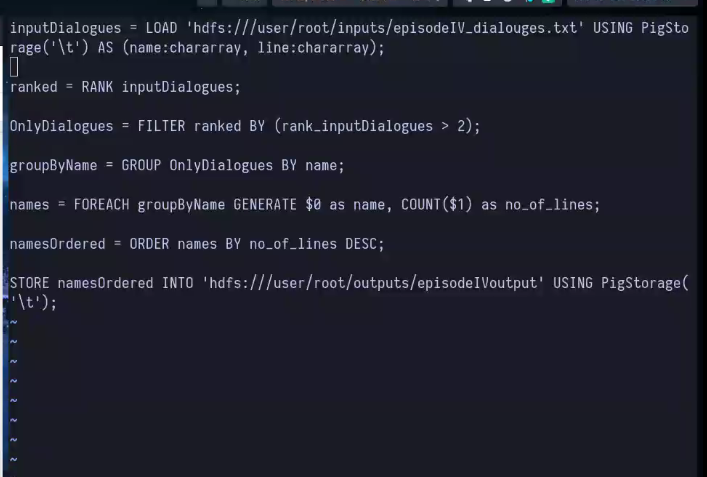 inputDialogues = LOAD 'hdfs:///user/root/inputs/episodeIV_dialouges.txt' USING PigSto
rage('\t') AS (name:chararray, line:chararray);
ranked = RANK inputDialogues;
OnlyDialogues = FILTER ranked BY (rank_inputDialogues > 2);
groupByName = GROUP OnlyDialogues BY name;
names = FOREACH groupByName GENERATE $0 as name, COUNT($1) as no_of_lines;
namesOrdered = ORDER names BY no_of_lines DESC;
STORE namesOrdered INTO 'hdfs:///user/root/outputs/episodeIVoutput' USING PigStorage(
'\t');
~
~
~
~
~
~
~
~